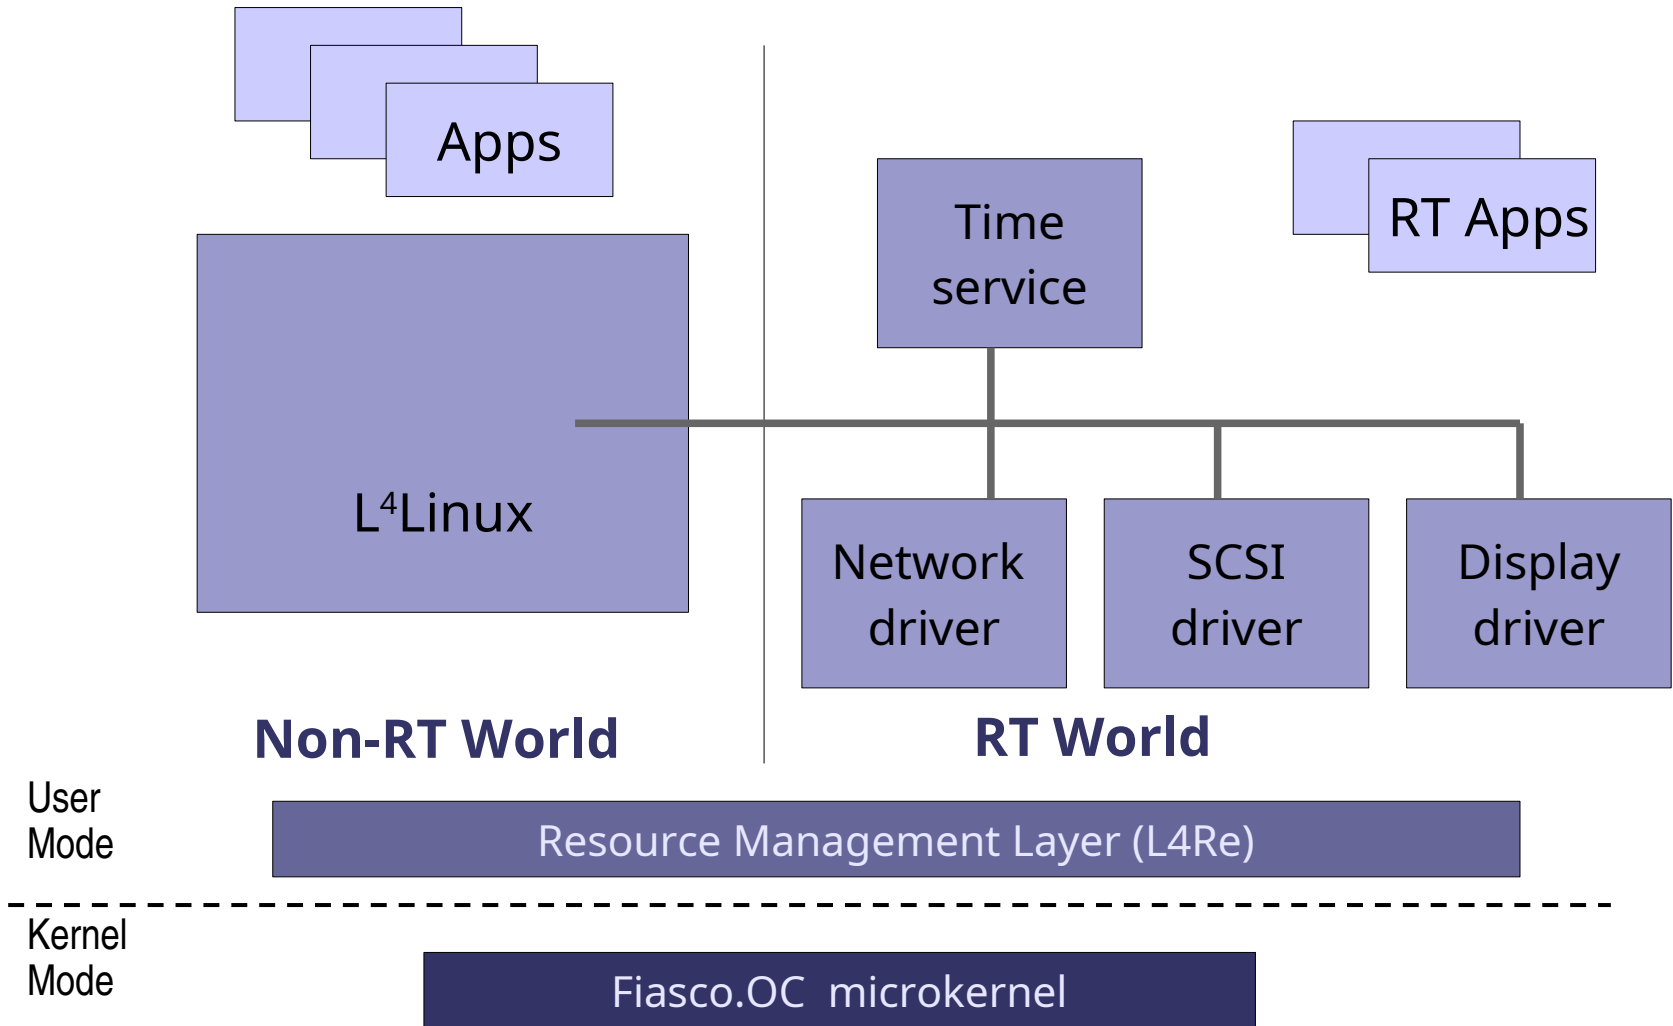 Apps
Time
service
RT Apps
L⁴Linux
Network
driver
SCSI
driver
Display
driver
Non-RT World
RT World
User
Mode
Resource Management Layer (L4Re)
Kernel
Mode
Fiasco.OC microkernel